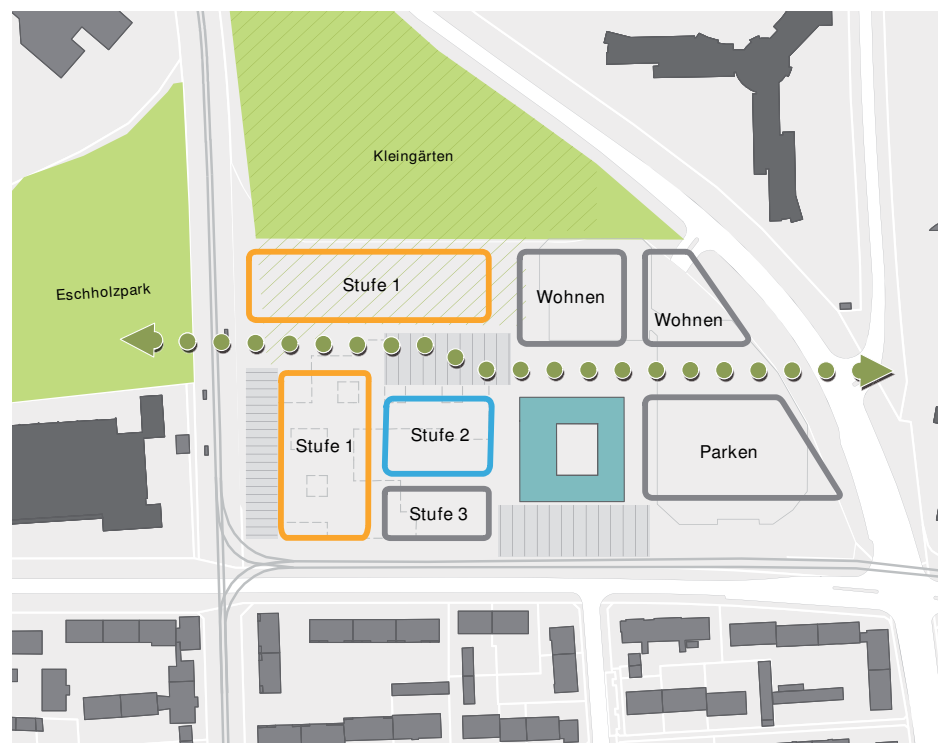 Kleingärten
Eschholzpark
Stufe 1
Wohnen
Wohnen
Stufe 1
Stufe 2
Parken
Stufe 3